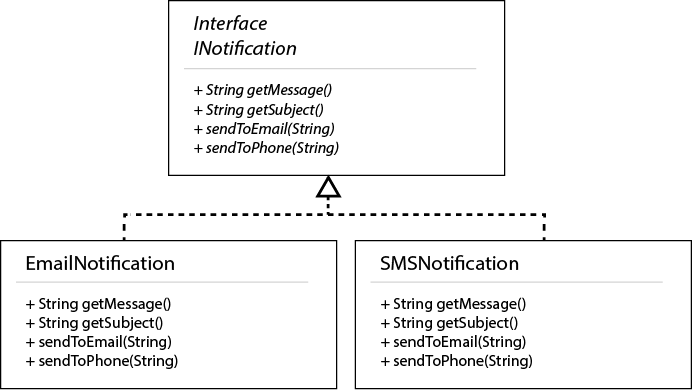 Interface
INotification
+ String getMessage()
+ String getSubject()
+ sendToEmail(String)
+ sendToPhone(String)
EmailNotification
+ String getMessage()
+ String getSubject()
+ sendToEmail(String)
+ sendToPhone(String)
SMSNotification
+ String getMessage()
+ String getSubject()
+ sendToEmail(String)
+ sendToPhone(String)